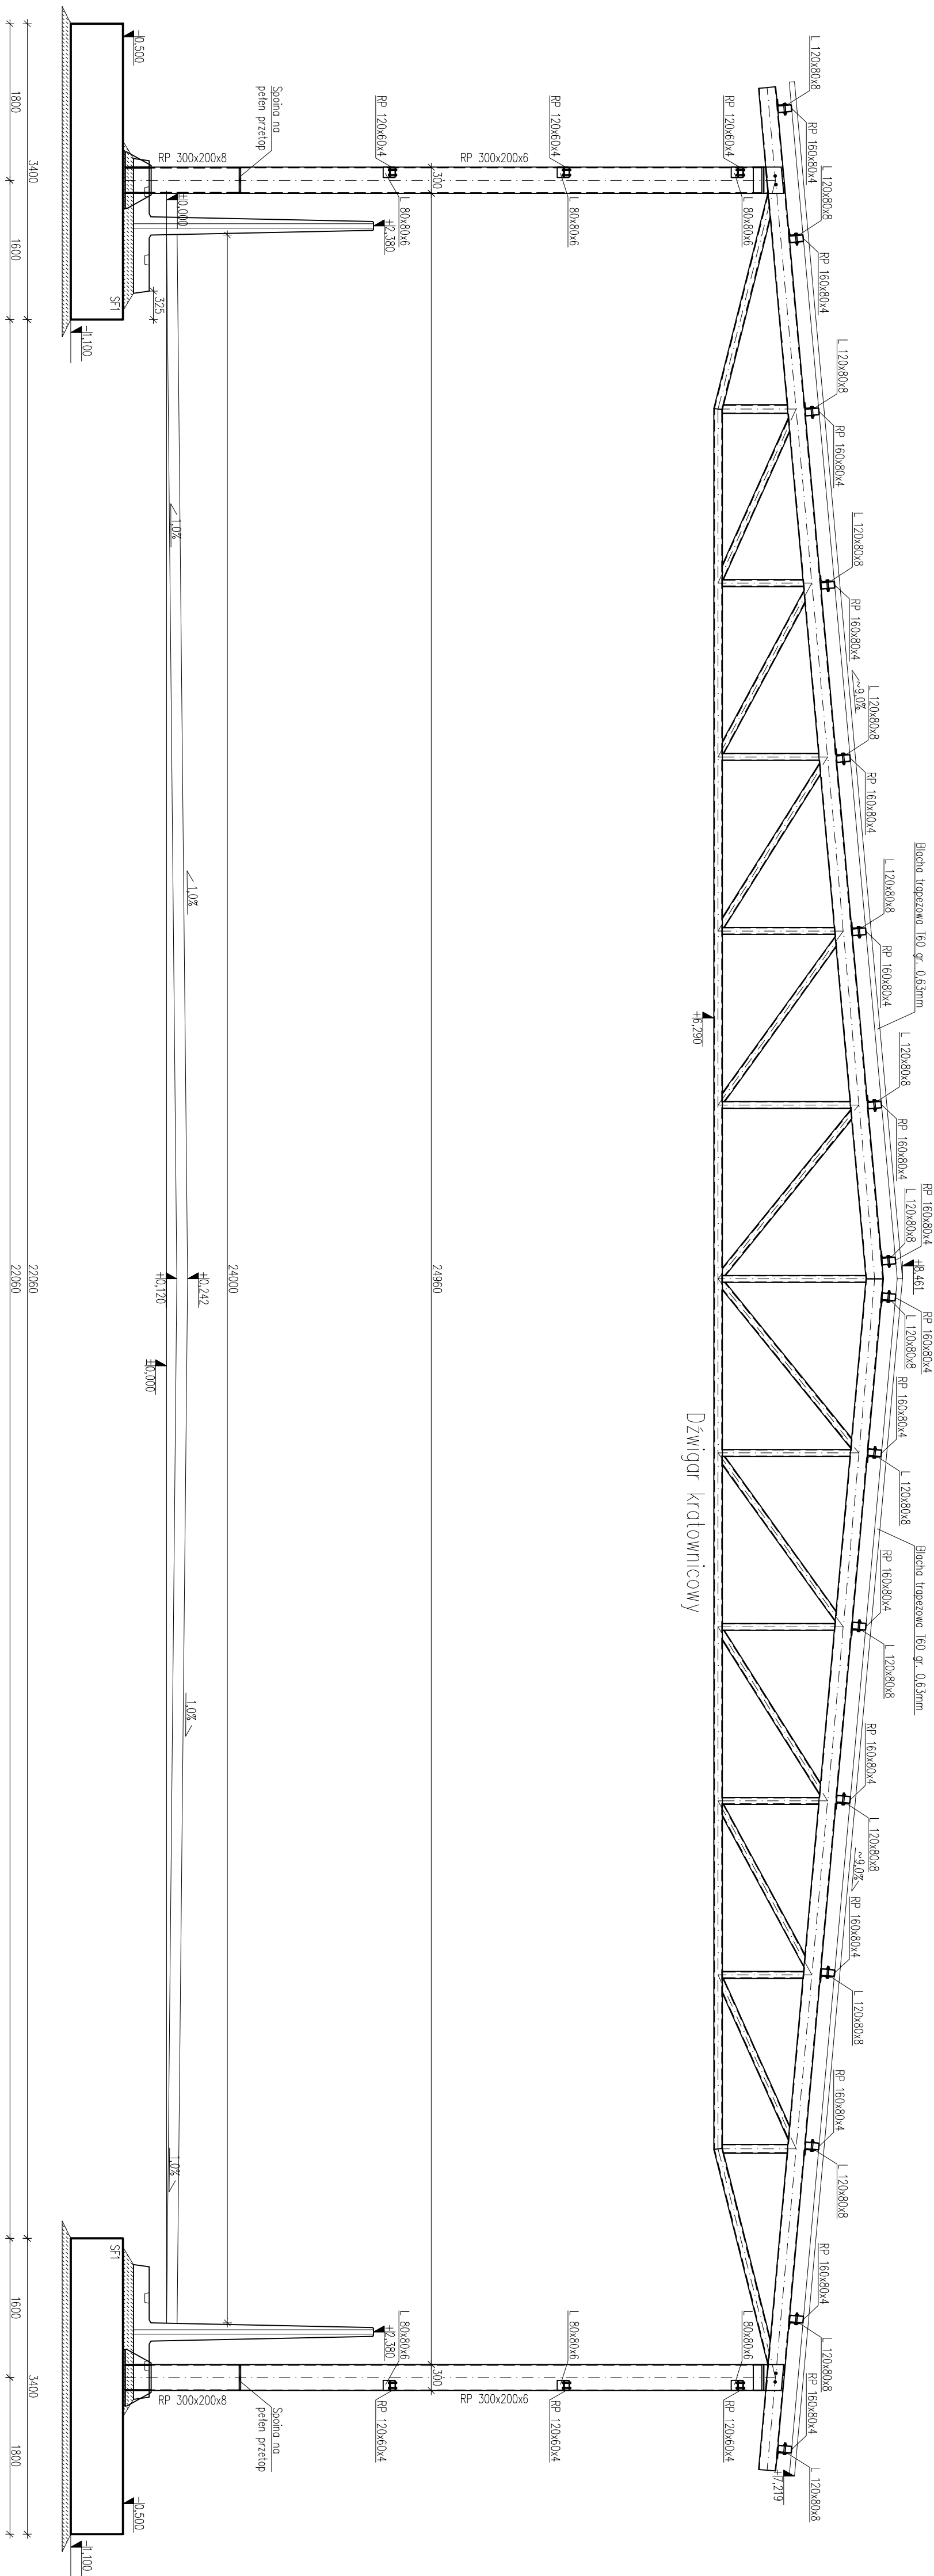 L 120x80x8
RP 160x80x4
L 120x80x8
RP 160x80x4
L 120x80x8
RP 160x80x4
L 120x80x8
RP 160x80x4
~9,0%
L 120x80x8
RP 160x80x4
Blacha trapezowa T60 gr. 0,63mm
L 120x80x8
RP 160x80x4
L 120x80x8
RP 160x80x4
RP 160x80x4
L 120x80x8
+8,461
RP 160x80x4
L 120x80x8
RP 160x80x4
L 120x80x8
Blacha trapezowa T60 gr. 0,63mm
RP 160x80x4
L 120x80x8
RP 160x80x4
L 120x80x8
~9,0%
RP 160x80x4
L 120x80x8
RP 160x80x4
L 120x80x8
RP 160x80x4
L 120x80x8
RP 160x80x4
L 120x80x8
+7,219
RP 120x60x4
L 80x80x6
+6,290
Dźwigar kratownicowy
L 80x80x6
RP 120x60x4
RP 120x60x4
L 80x80x6
L 80x80x6
RP 120x60x4
RP 300x200x6
300
24960
300
RP 300x200x6
RP 120x60x4
L 80x80x6
+2,380
L 80x80x6
+2,380
RP 120x60x4
Spoina na
pełen przetop
24000
Spoina na
pełen przetop
RP 300x200x8
±0,000
1,0%
1,0%
+0,242
+0,120
±0,000
1,0%
1,0%
RP 300x200x8
-0,500
SF1
325
-1,100
SF1
-0,500
-1,100
3400
22060
3400
1800
1600
22060
1600
1800